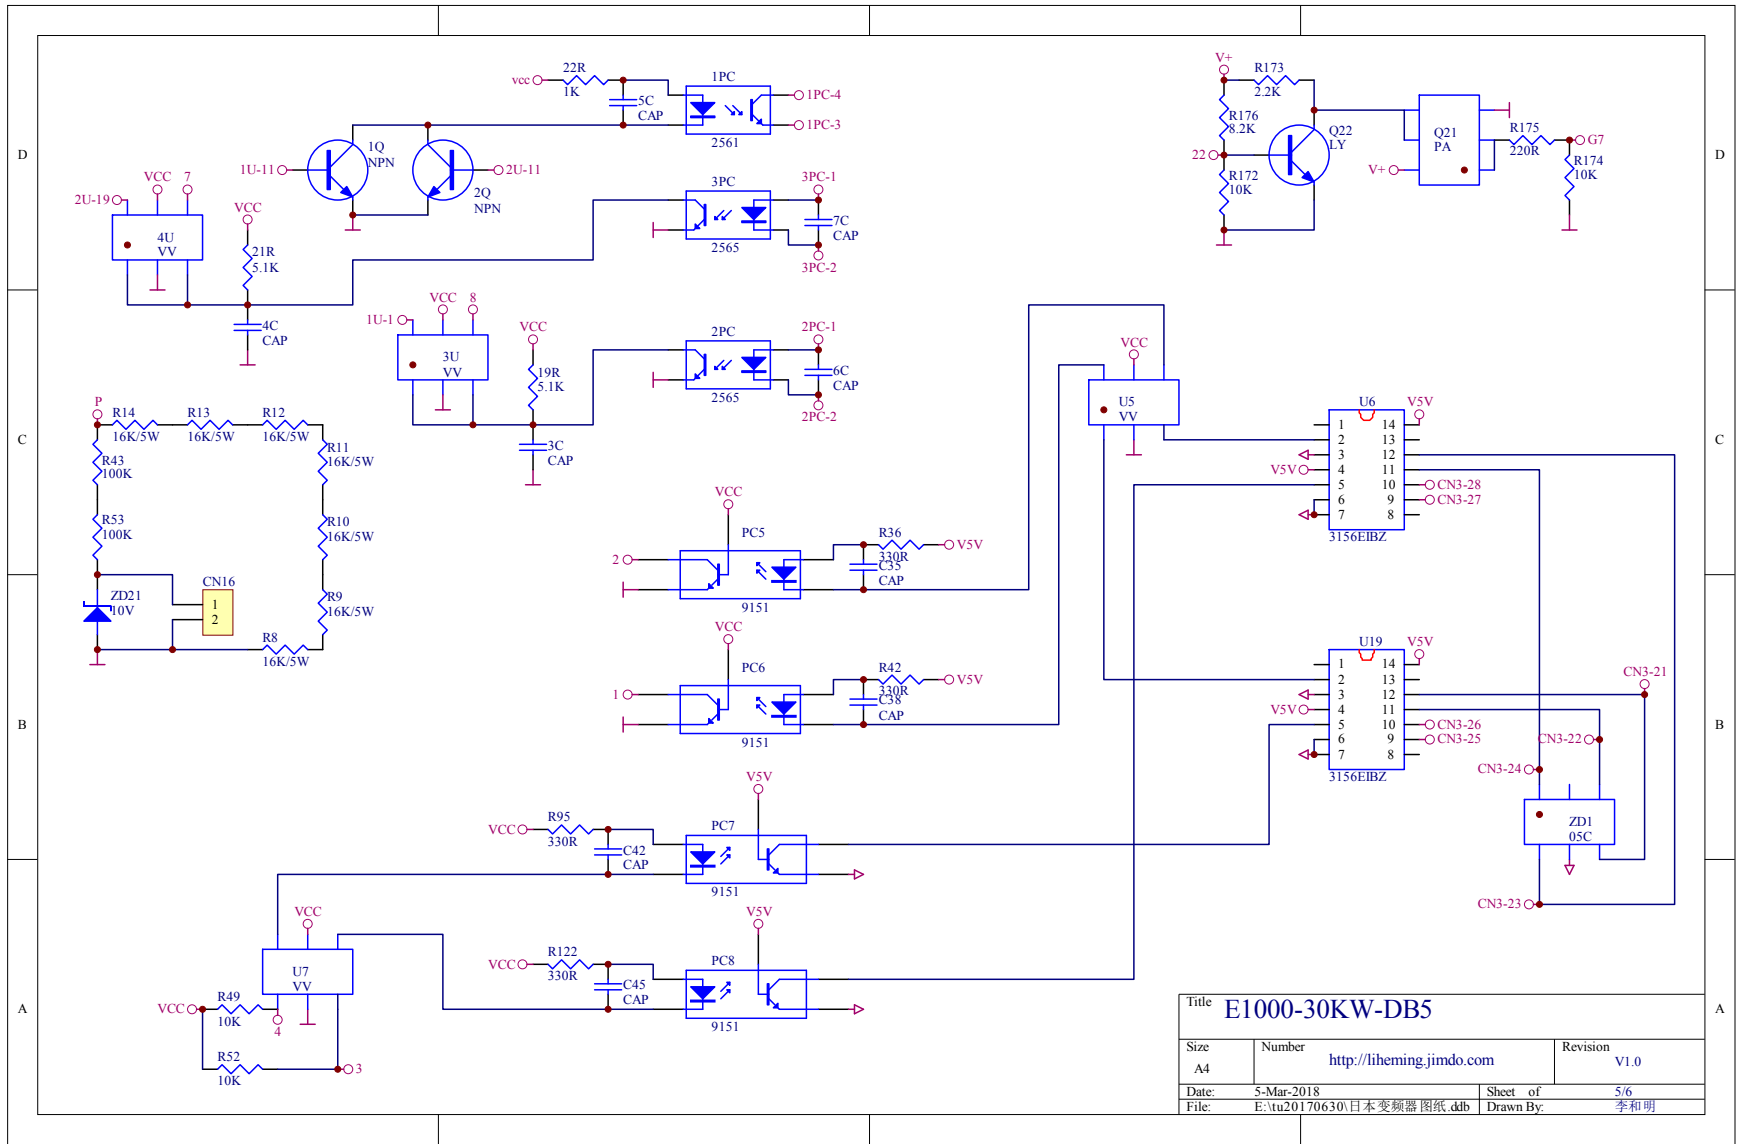 vcc
22R
1K
5C
CAP
1PC
1PC-4
1PC-3
2561
1Q
NPN
1U-11
2U-11
2Q
NPN
V+
R173
2.2K
R176
8.2K
Q22
LY
22
R172
10K
Q21
PA
V+
R175
220R
G7
R174
10K
D
D
2U-19
VCC
7
4U
VV
VCC
21R
5.1K
4C
CAP
3PC
2565
3PC-1
7C
CAP
3PC-2
1U-1
VCC
8
3U
VV
VCC
19R
5.1K
3C
CAP
2PC
2565
2PC-1
6C
CAP
2PC-2
C
C
P
R14
16K/5W
R13
16K/5W
R12
16K/5W
R11
16K/5W
R10
16K/5W
R9
16K/5W
R8
16K/5W
R43
100K
R53
100K
ZD21
10V
CN16
1
2
VCC
U5
VV
U6
1
2
3
4
5
6
7
14
13
12
11
10
9
8
V5V
V5V
CN3-28
CN3-27
3156EIBZ
VCC
PC5
2
9151
R36
330R
C35
CAP
V5V
VCC
PC6
1
9151
R42
330R
C38
CAP
V5V
B
B
U19
1
2
3
4
5
6
7
14
13
12
11
10
9
8
V5V
V5V
CN3-26
CN3-25
3156EIBZ
CN3-21
CN3-22
CN3-24
ZD1
05C
CN3-23
VCC
R95
330R
C42
CAP
V5V
PC7
9151
VCC
R122
330R
C45
CAP
V5V
PC8
9151
VCC
U7
VV
VCC
R49
10K
4
R52
10K
3
A
A
Title E1000-30KW-DB5
Size
A4
Number
http://liheming.jimdo.com
Revision
V1.0
Date: 5-Mar-2018 Sheet of 5/6
File: E:\tu20170630\日本变频器图纸.ddb Drawn By: 李和明